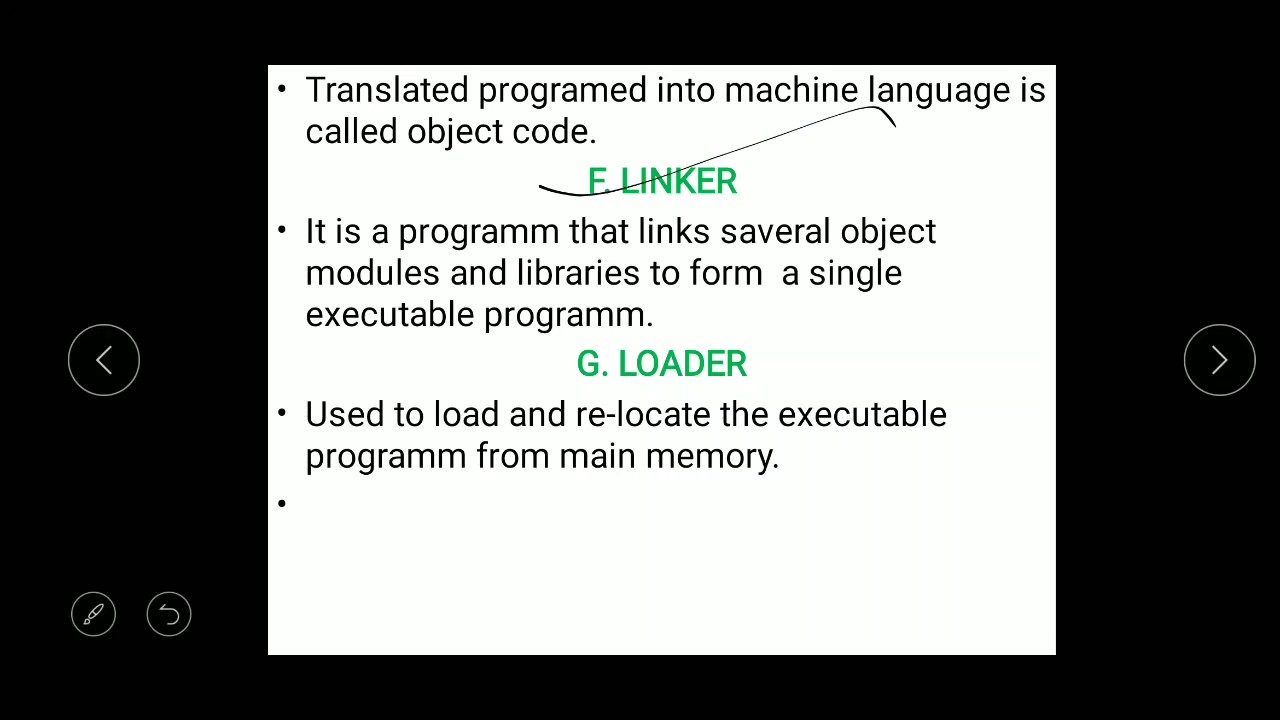 • Translated programed into machine language is
called object code.
F. LINKER
• It is a programm that links saveral object
modules and libraries to form a single
executable programm.
G. LOADER
• Used to load and re-locate the executable
programm from main memory.
•